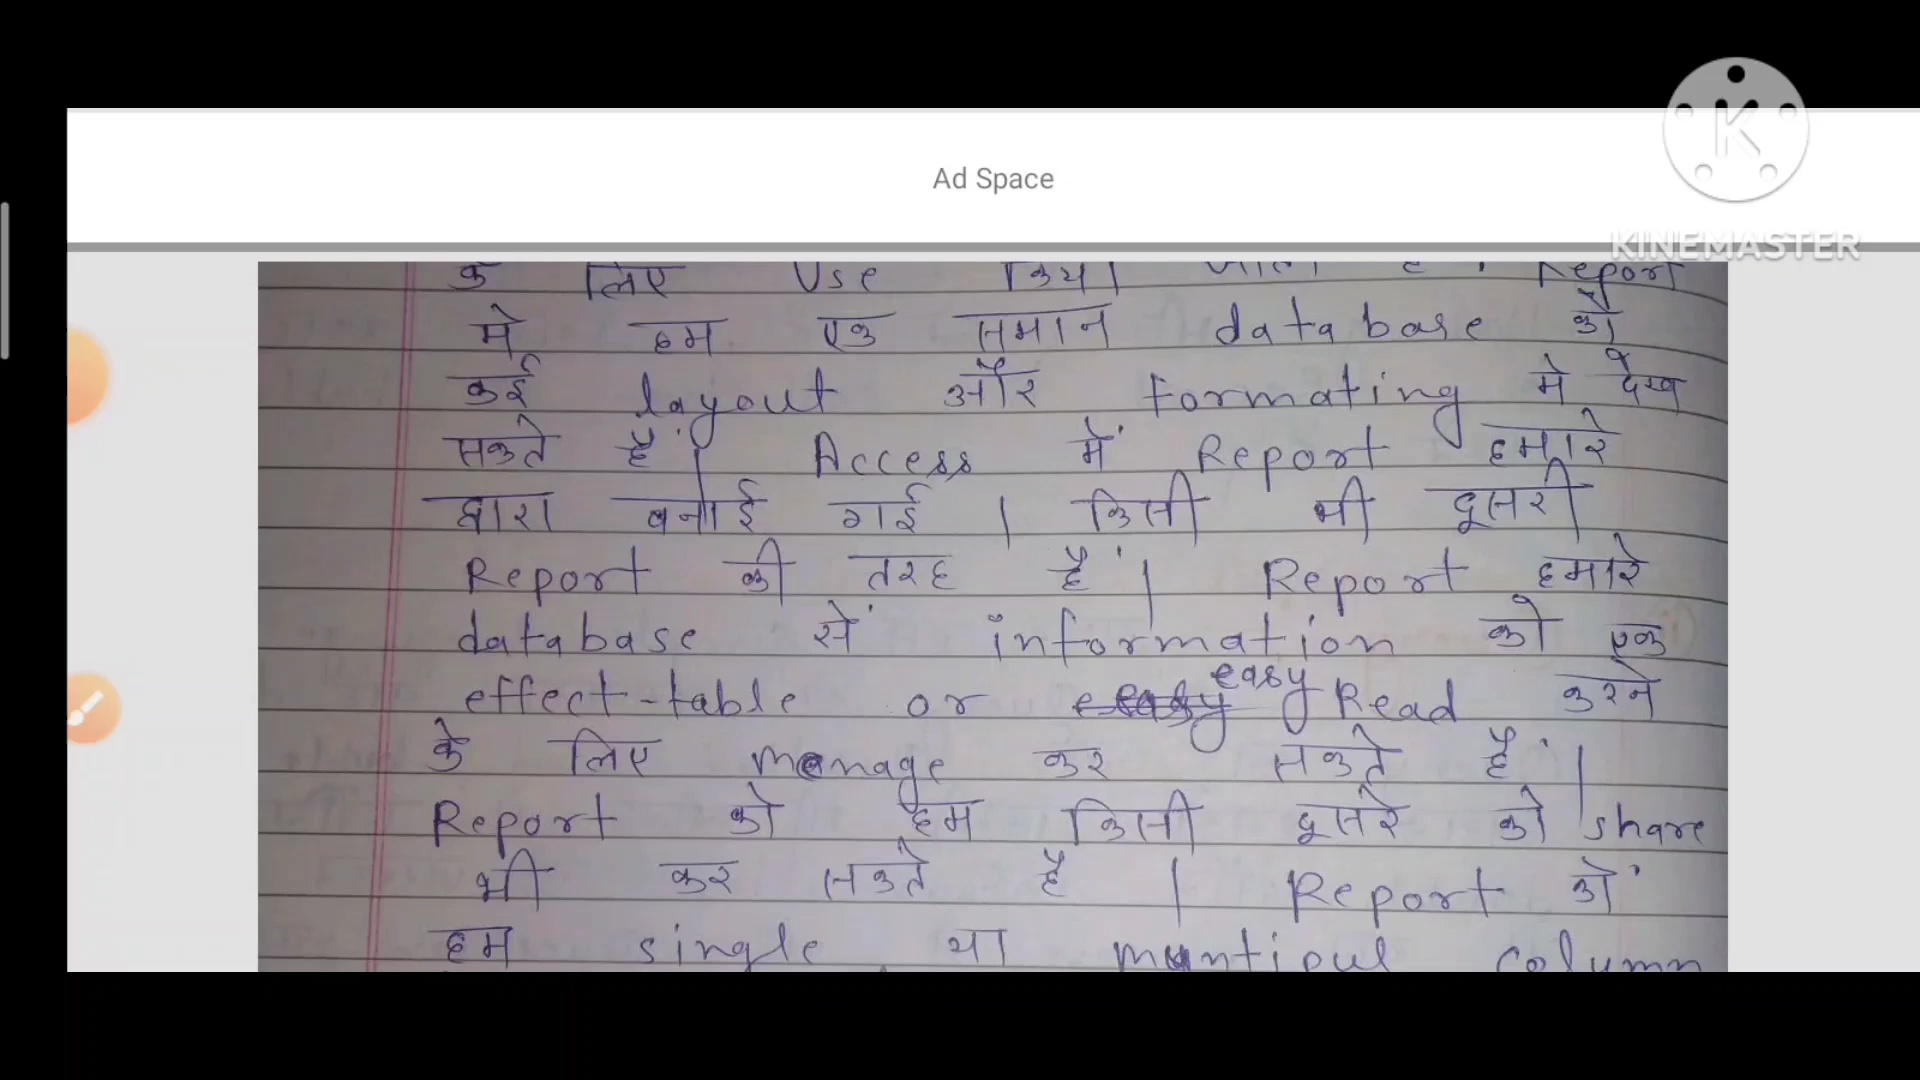 Ad Space
KINEMASTER
के लिए Use किया जाता है। Report
मे हम एक समान database को
कई layout और Formating मे देख
सकते हैं। Access में Report हमारे
द्वारा बनाई गई। किसी भी दूसरी
Report की तरह हैं। Report हमारे
database सें information को एक
effect-table or easy Read करने
के लिए manage कर सकते हैं।
Report को हम किसी दूसरे को share
भी कर सकते है। Report कों
हम single या column